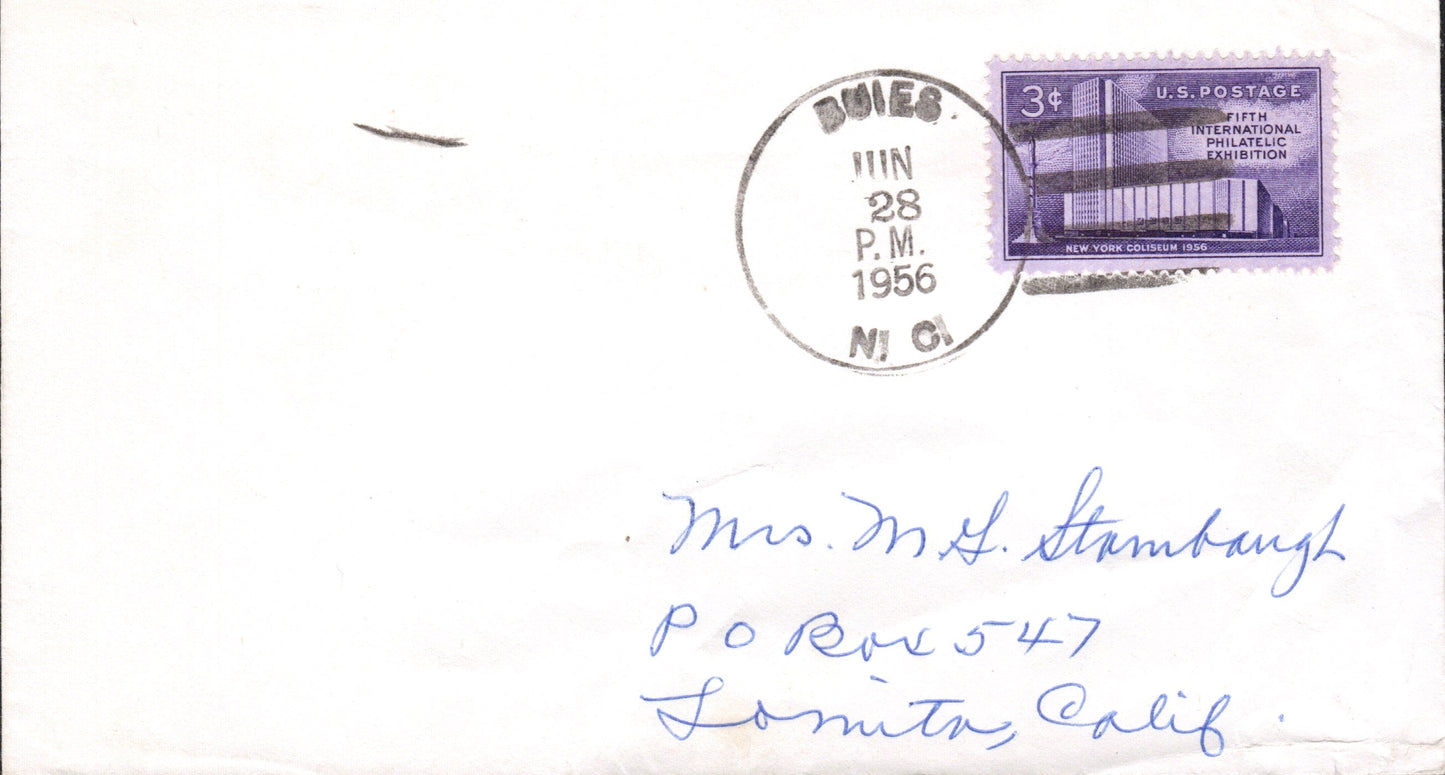 BUIES.
JUN
28
P.M.
1956
N. C.
3¢
U.S. POSTAGE
FIFTH
INTERNATIONAL
PHILATELIC
EXHIBITION
NEW YORK COLISEUM 1956
Mrs. M. G. Stambaugh
P O Box 547
Lomita, Calif.